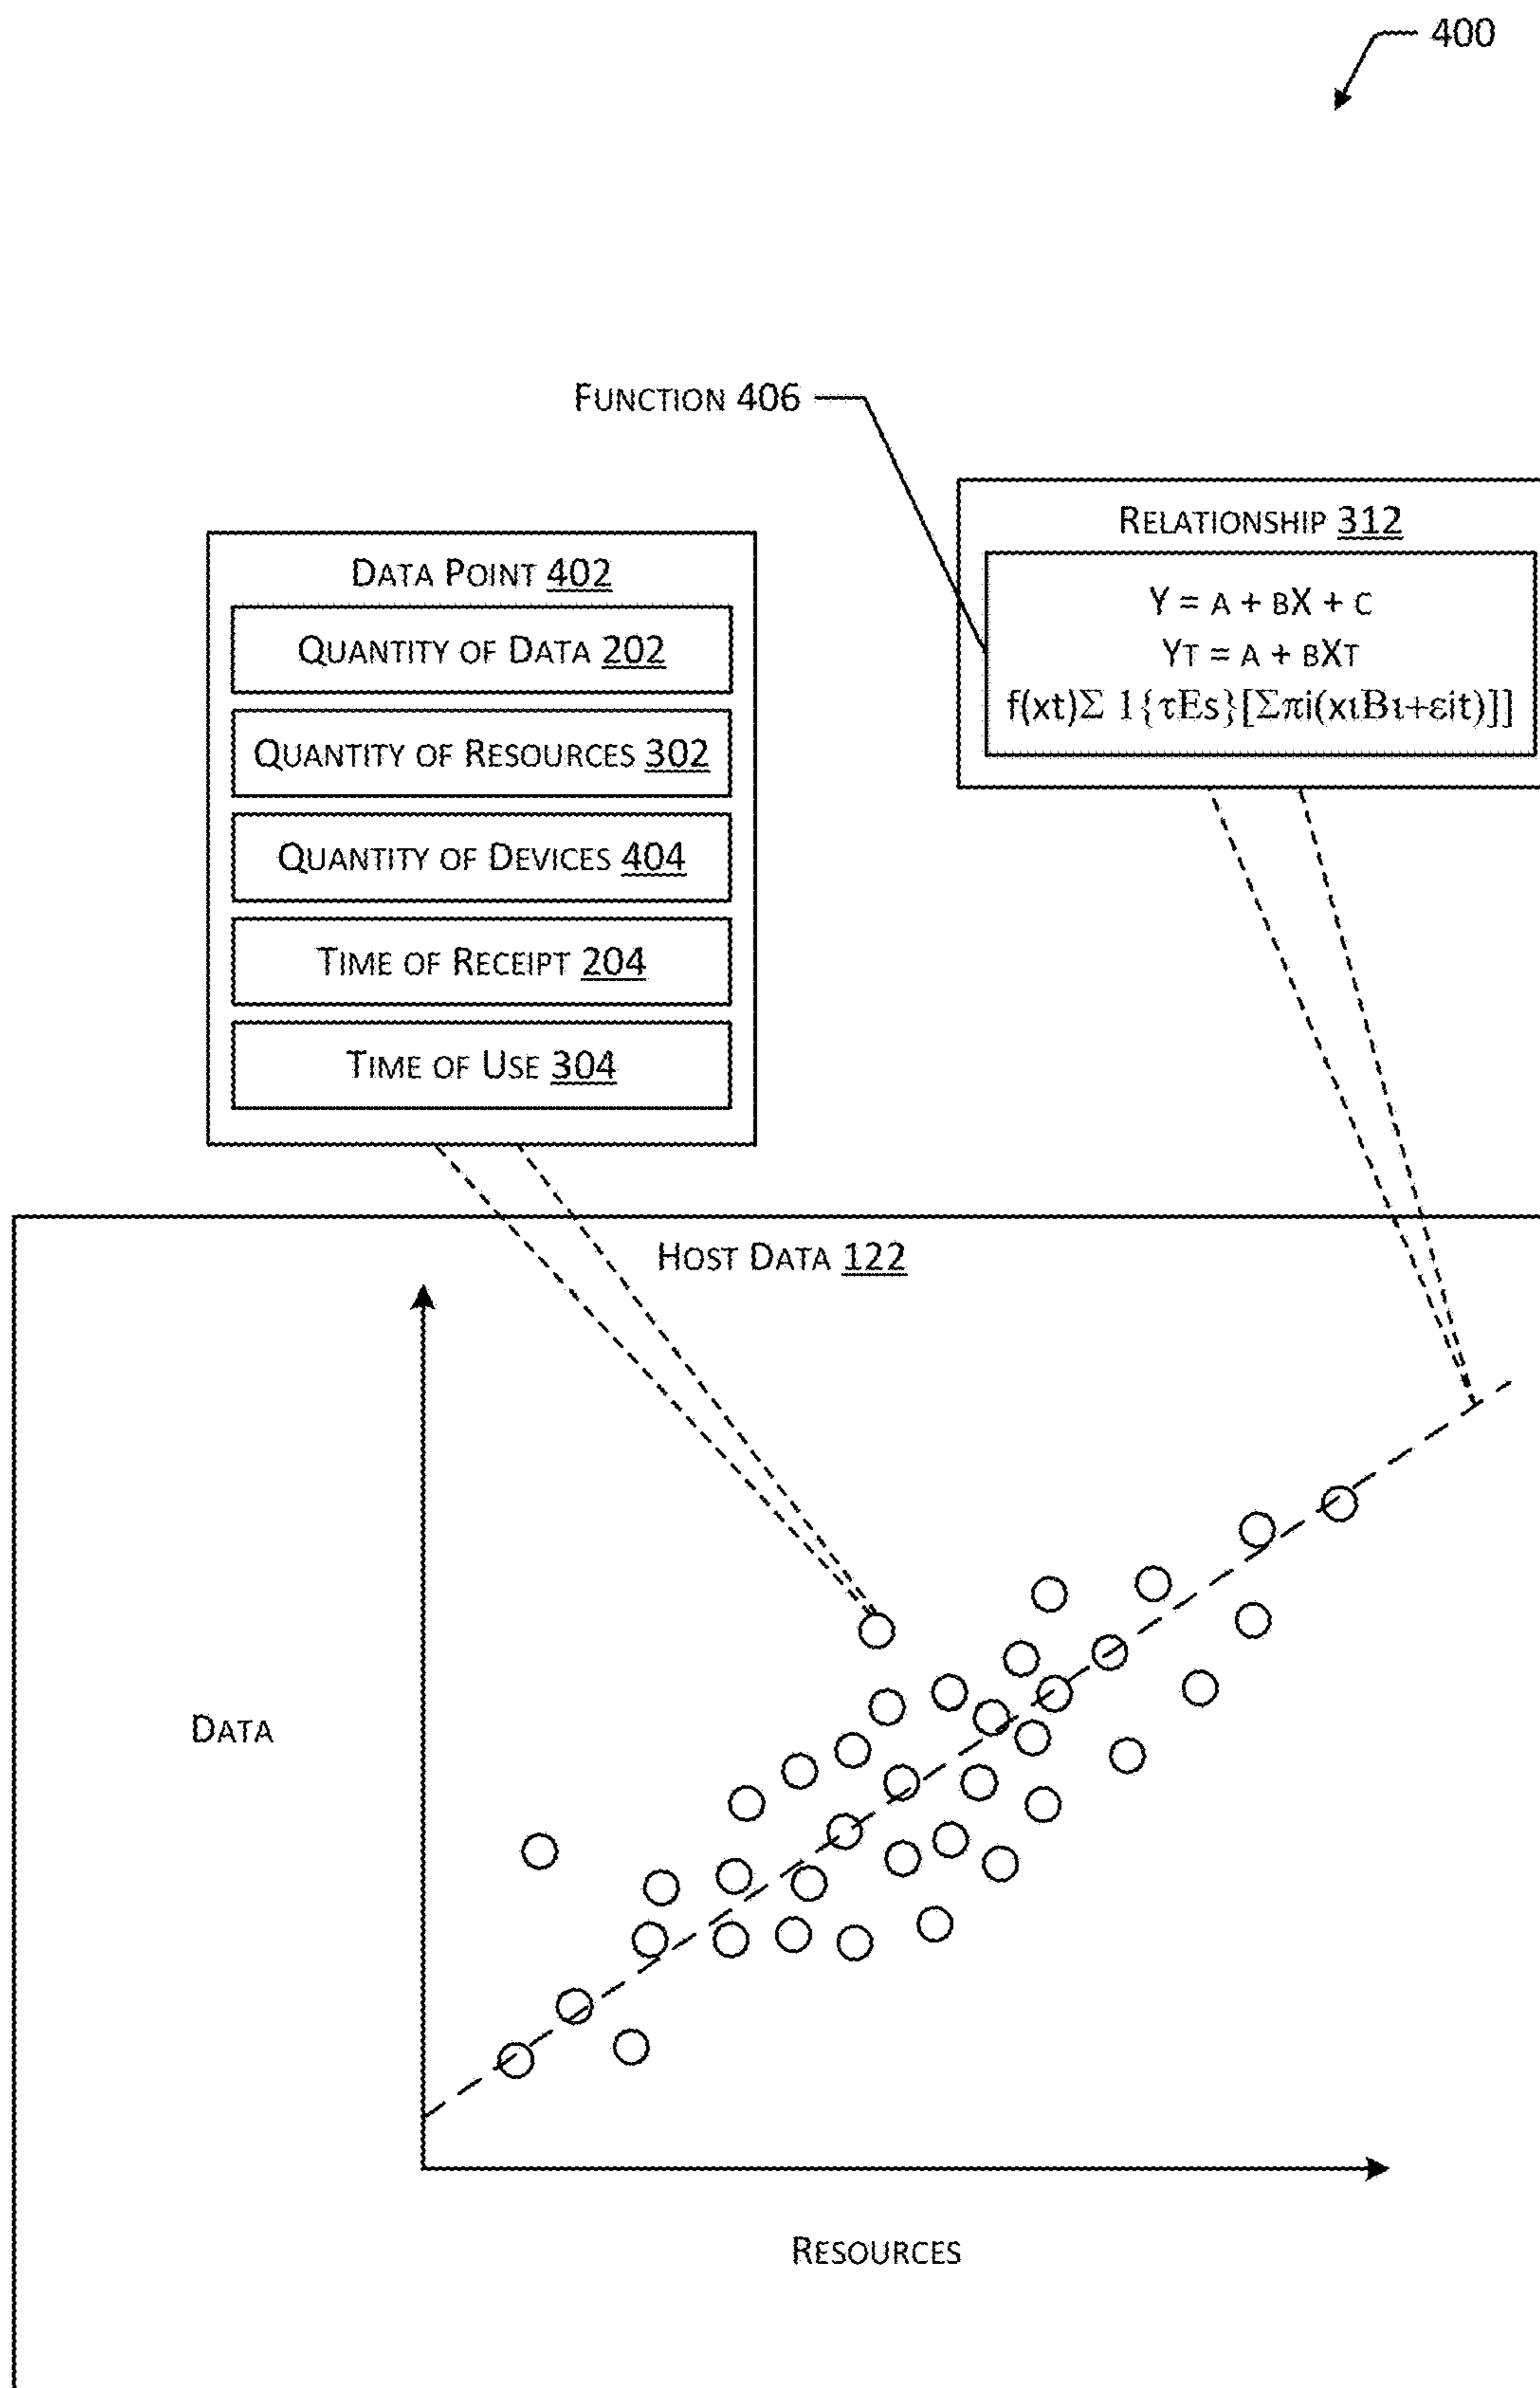 400
FUNCTION 406
RELATIONSHIP 312
Y = A + BX + C
YT = A + BXT
f(xt)Σ 1{τEs}[Σπi(xιBι+εit)]]
DATA POINT 402
QUANTITY OF DATA 202
QUANTITY OF RESOURCES 302
QUANTITY OF DEVICES 404
TIME OF RECEIPT 204
TIME OF USE 304
HOST DATA 122
DATA
RESOURCES